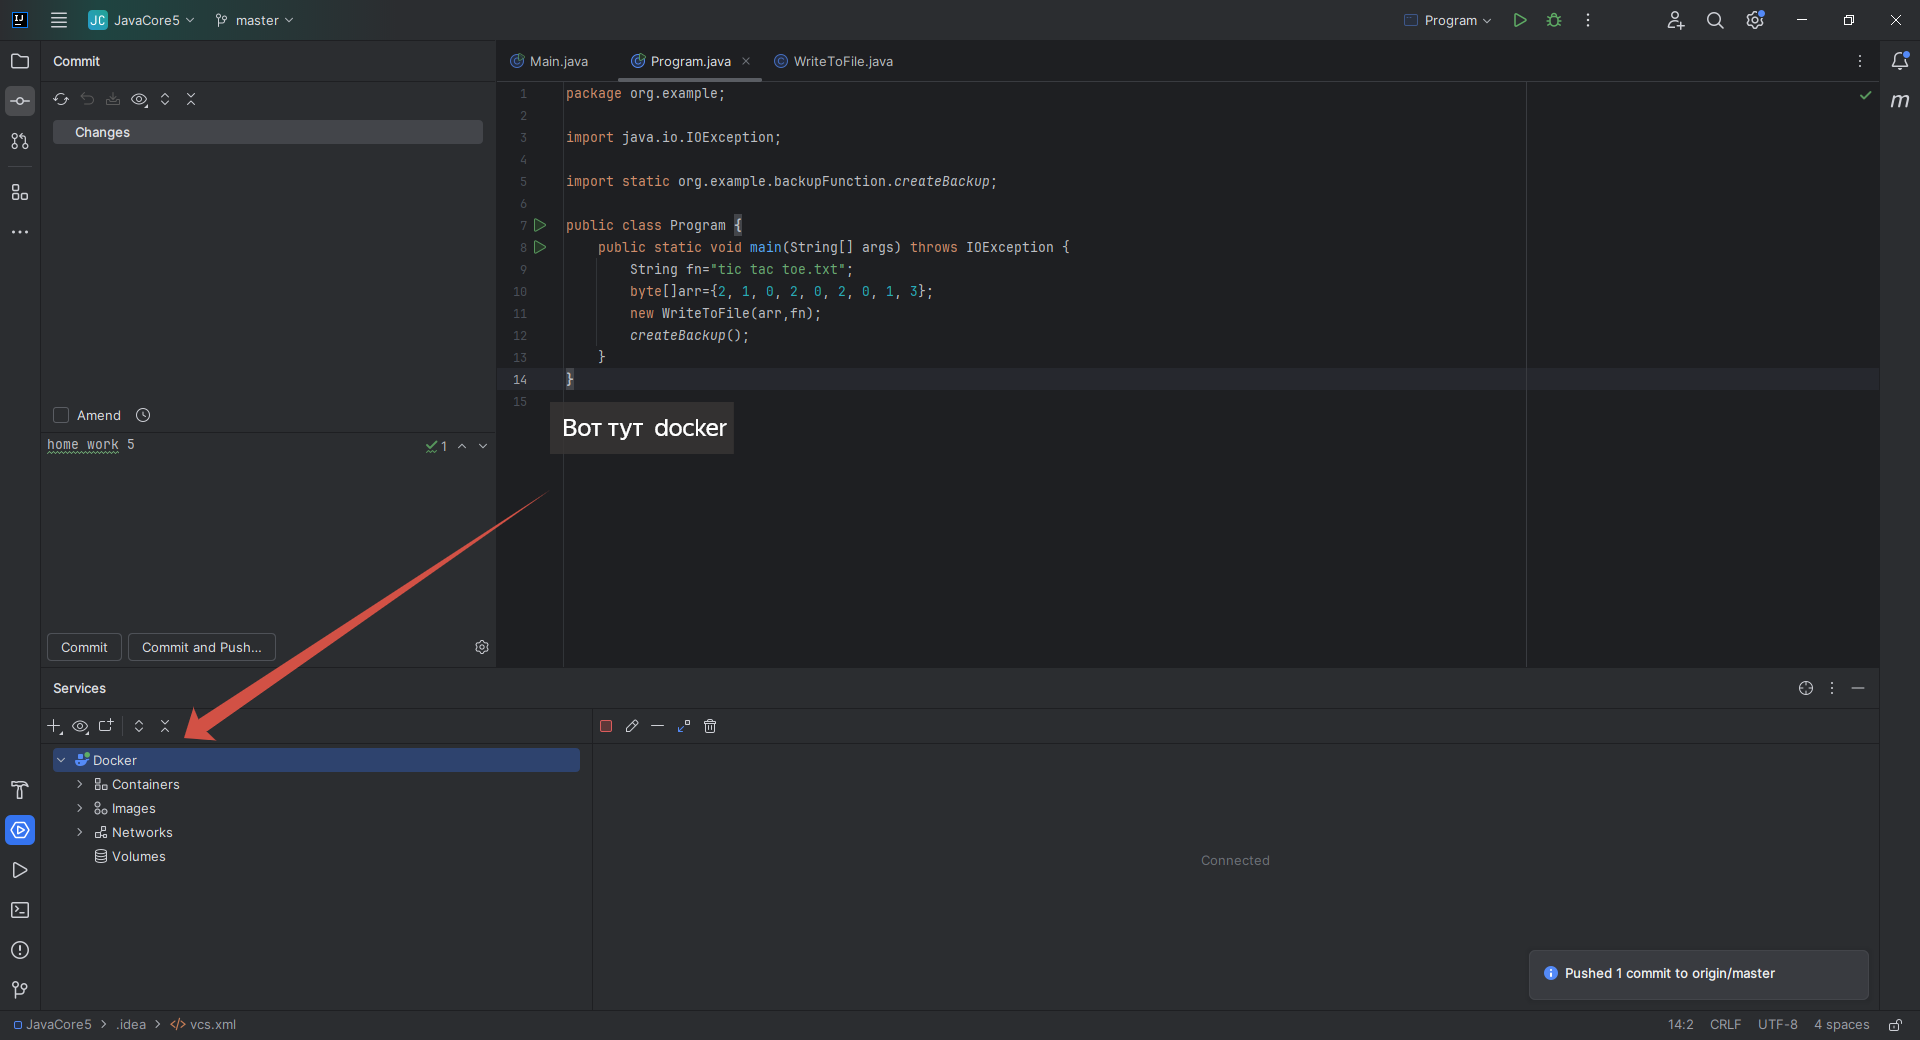 JC JavaCore5 master Program
Commit
Main.java Program.java WriteToFile.java
Changes
1 package org.example;
2
3 import java.io.IOException;
4
5 import static org.example.backupFunction.createBackup;
6
7 public class Program {
8 public static void main(String[] args) throws IOException {
9 String fn="tic tac toe.txt";
10 byte[]arr={2, 1, 0, 2, 0, 2, 0, 1, 3};
11 new WriteToFile(arr,fn);
12 createBackup();
13 }
14 }
15
Вот тут docker
Amend
home work 5 1
Commit Commit and Push...
Services
Docker
Containers
Images
Networks
Volumes
Connected
Pushed 1 commit to origin/master
JavaCore5 > .idea > </> vcs.xml 14:2 CRLF UTF-8 4 spaces
IJ
m